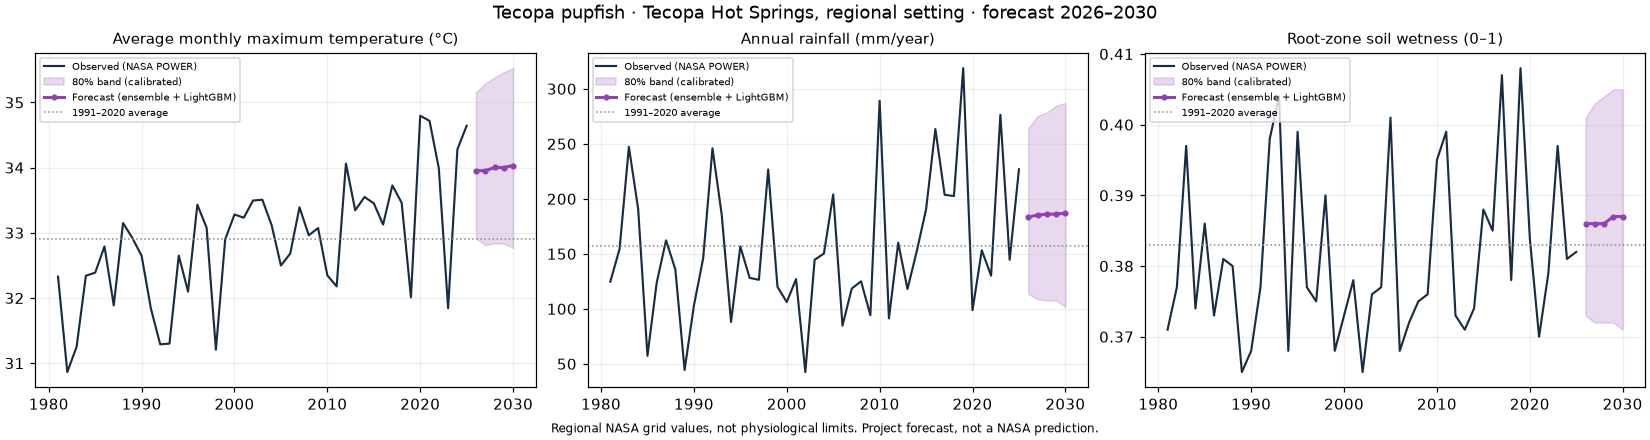 Tecopa pupfish · Tecopa Hot Springs, regional setting · forecast 2026–2030
Average monthly maximum temperature (°C)
Observed (NASA POWER)
80% band (calibrated)
Forecast (ensemble + LightGBM)
1991–2020 average
35
34
33
32
31
1980
1990
2000
2010
2020
2030
Annual rainfall (mm/year)
Observed (NASA POWER)
80% band (calibrated)
Forecast (ensemble + LightGBM)
1991–2020 average
300
250
200
150
100
50
1980
1990
2000
2010
2020
2030
Root-zone soil wetness (0–1)
Observed (NASA POWER)
80% band (calibrated)
Forecast (ensemble + LightGBM)
1991–2020 average
0.41
0.40
0.39
0.38
0.37
1980
1990
2000
2010
2020
2030
Regional NASA grid values, not physiological limits. Project forecast, not a NASA prediction.